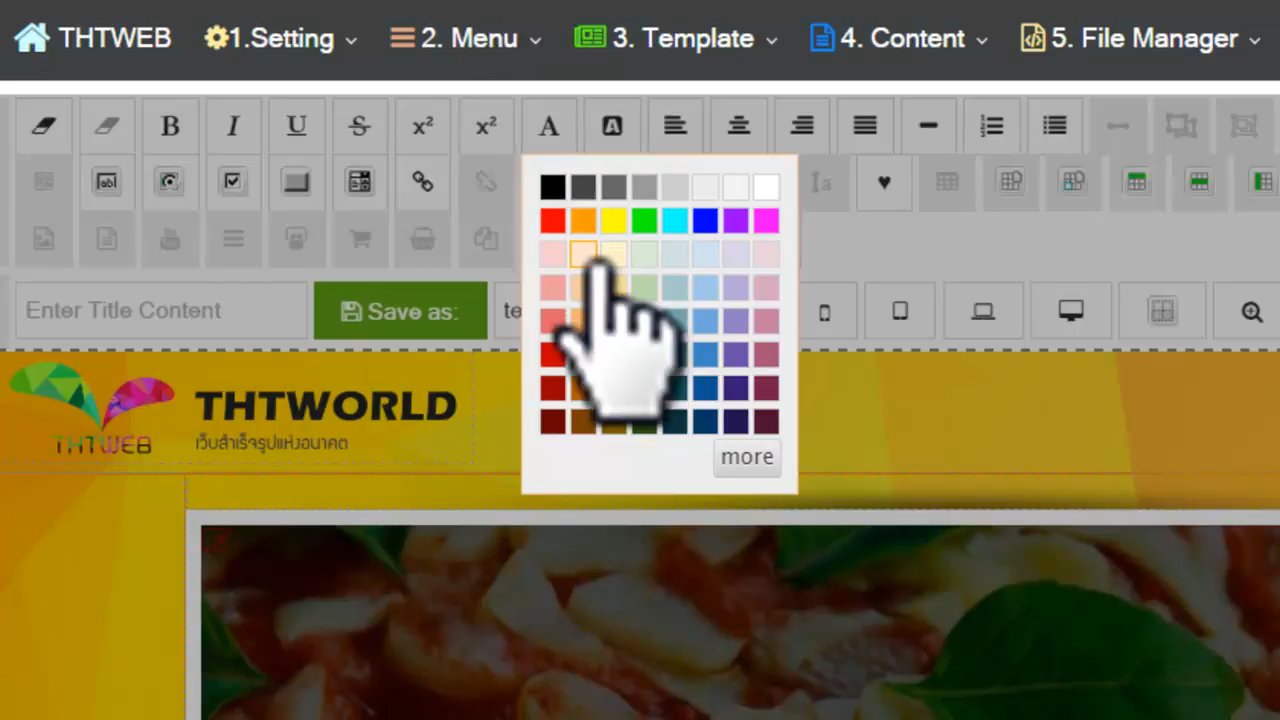 THTWEB 1.Setting 2. Menu 3. Template 4. Content 5. File Manager
B I U S x² x² A A
abl Ia
Enter Title Content Save as: te
THTWORLD
THTWEB เว็บสำเร็จรูปแห่งอนาคต
more